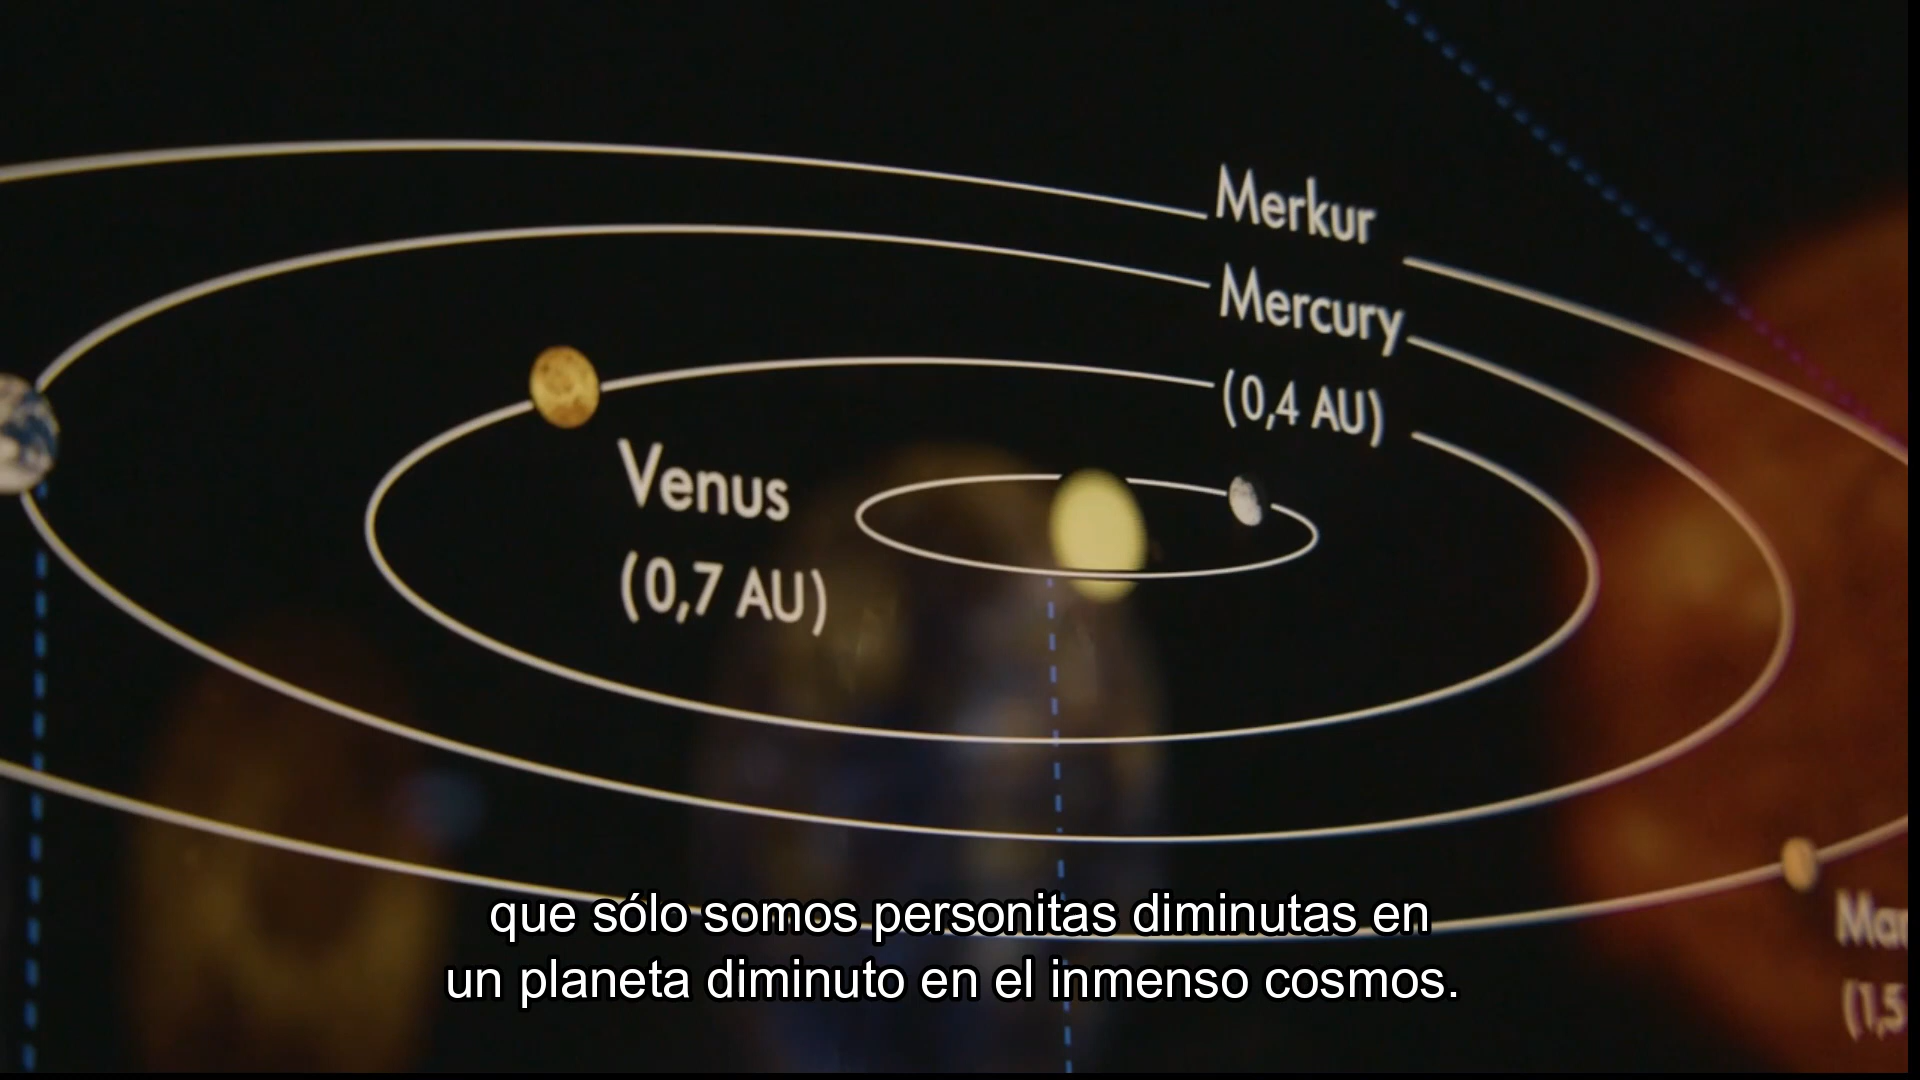 Merkur
Mercury
(0,4 AU)
Venus
(0,7 AU)
que sólo somos personitas diminutas en
un planeta diminuto en el inmenso cosmos.